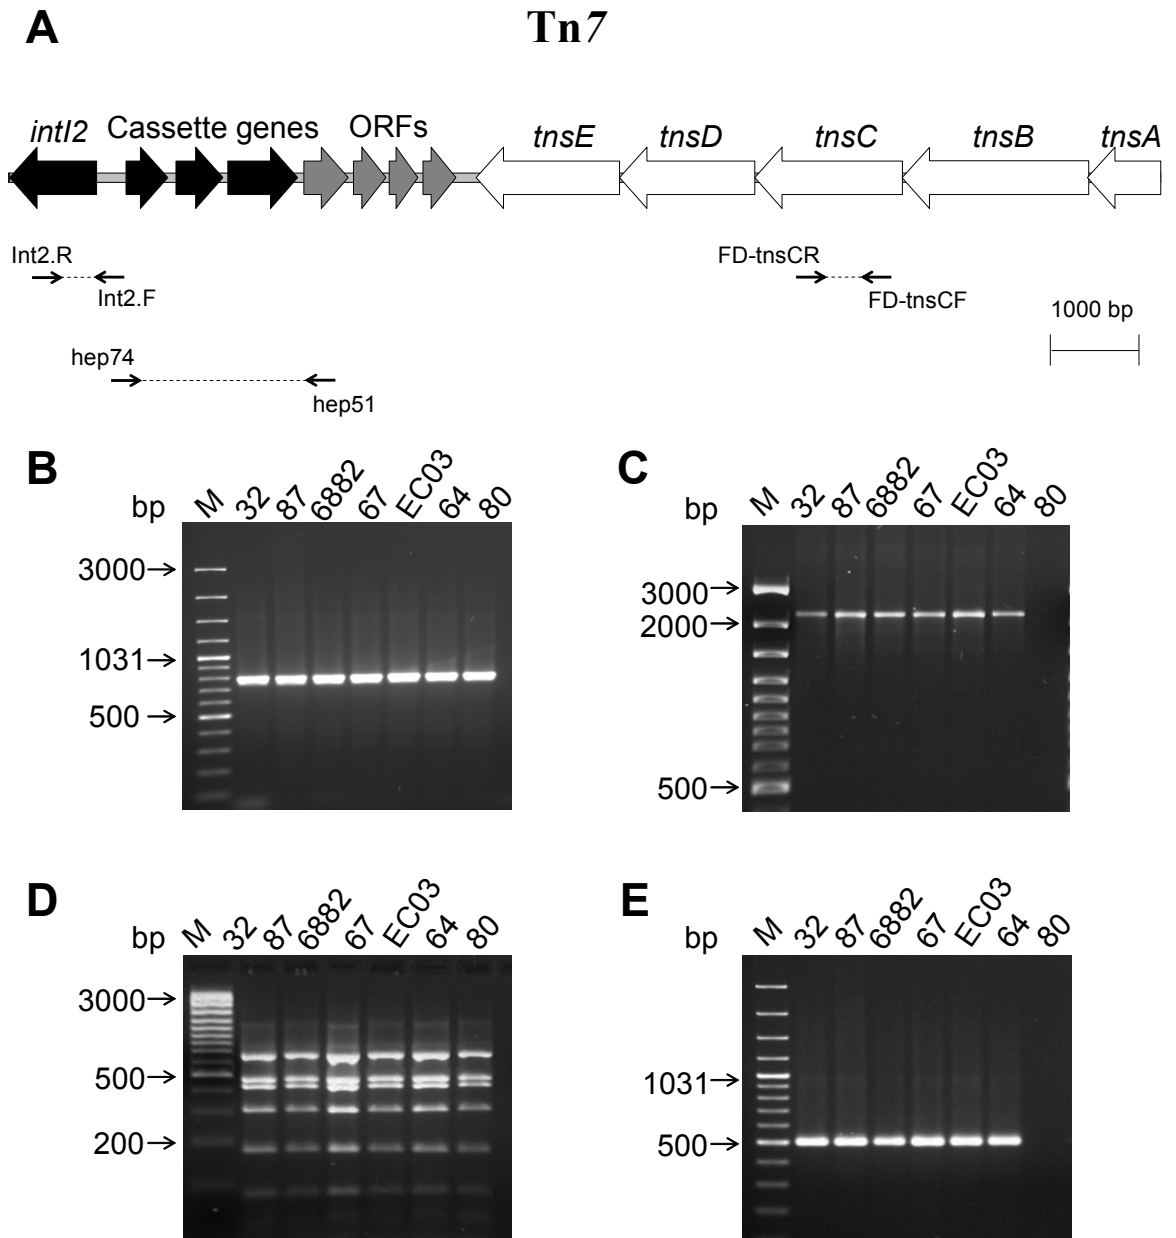 A
Tn7
intI2 Cassette genes ORFs tnsE tnsD tnsC tnsB tnsA
Int2.R
Int2.F
FD-tnsCR
FD-tnsCF
1000 bp
hep74
hep51
B
bp M 32 87 6882 67 EC03 64 80
3000
1031
500
C
bp M 32 87 6882 67 EC03 64 80
3000
2000
500
D
bp M 32 87 6882 67 EC03 64 80
3000
500
200
E
bp M 32 87 6882 67 EC03 64 80
1031
500